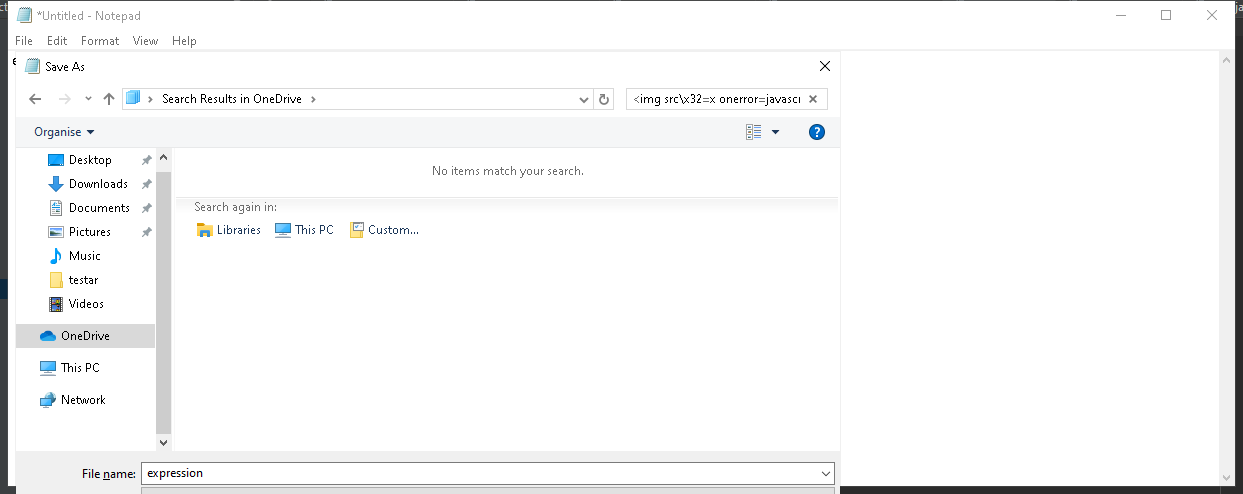 *Untitled - Notepad
File Edit Format View Help
Save As
Search Results in OneDrive
<img src\x32=x onerror=javascri
Organise
Desktop
Downloads
Documents
Pictures
Music
testar
Videos
OneDrive
This PC
Network
No items match your search.
Search again in:
Libraries This PC Custom...
File name: expression